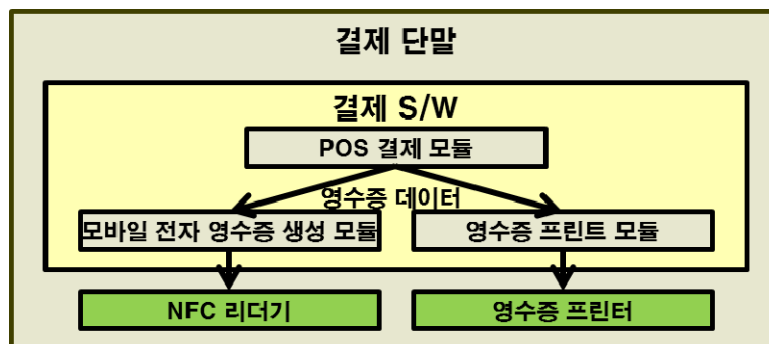 결제 단말
결제 S/W
POS 결제 모듈
영수증 데이터
모바일 전자 영수증 생성 모듈
영수증 프린트 모듈
NFC 리더기
영수증 프린터